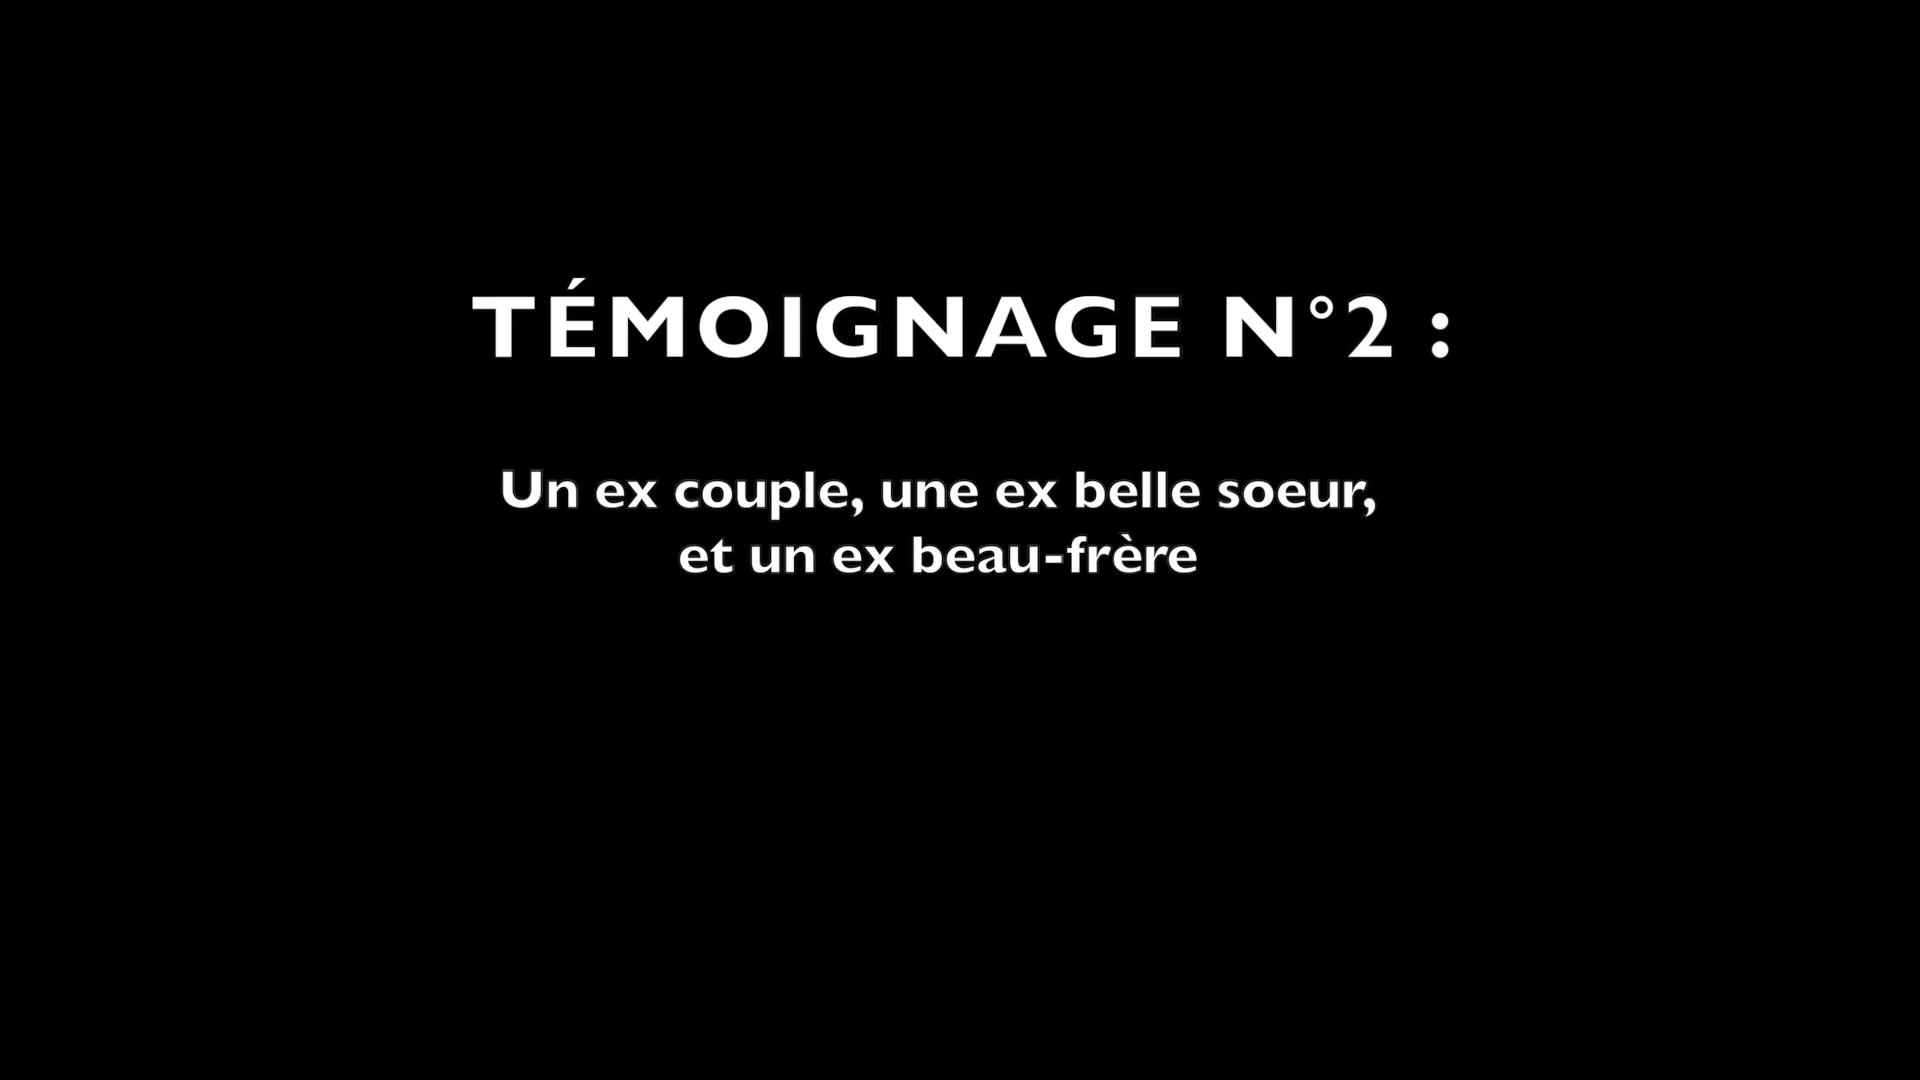 TÉMOIGNAGE N°2 :
Un ex couple, une ex belle soeur,
et un ex beau-frère